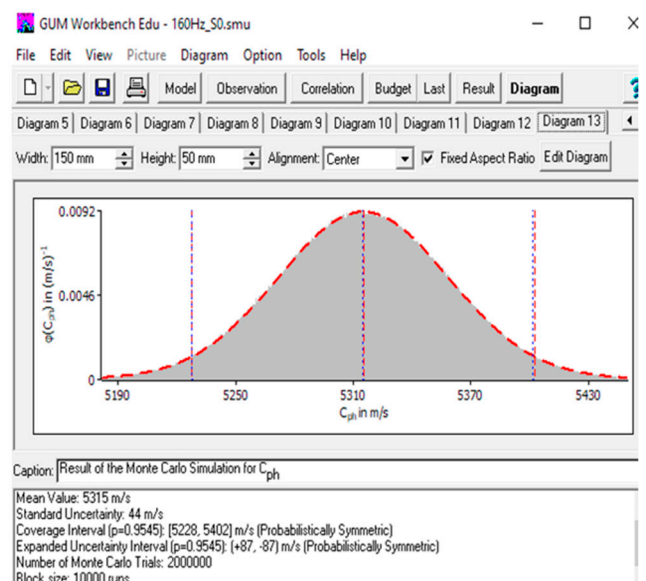 GUM Workbench Edu - 160Hz_S0.smu
File Edit View Picture Diagram Option Tools Help
Model Observation Correlation Budget Last Result Diagram
Diagram 5 Diagram 6 Diagram 7 Diagram 8 Diagram 9 Diagram 10 Diagram 11 Diagram 12 Diagram 13
Width: 150 mm Height: 50 mm Alignment: Center Fixed Aspect Ratio Edit Diagram
0.0092
0.0046
0
φ(Cph) in (m/s)⁻¹
5190 5250 5310 5370 5430
Cph in m/s
Caption: Result of the Monte Carlo Simulation for Cph
Mean Value: 5315 m/s
Standard Uncertainty: 44 m/s
Coverage Interval (p=0.9545): [5228, 5402] m/s (Probabilistically Symmetric)
Expanded Uncertainty Interval (p=0.9545): (+87, -87) m/s (Probabilistically Symmetric)
Number of Monte Carlo Trials: 2000000
Block size: 10000 runs